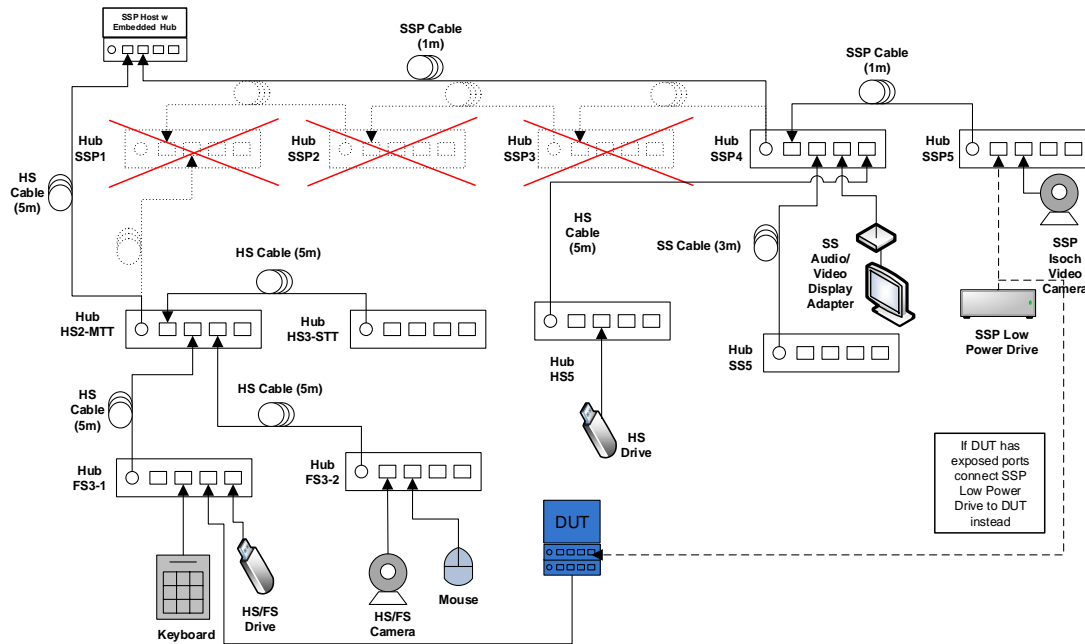 SSP Host w
Embedded Hub
SSP Cable
(1m)
SSP Cable
(1m)
Hub
SSP1
Hub
SSP2
Hub
SSP3
Hub
SSP4
Hub
SSP5
HS
Cable
(5m)
HS
Cable
(5m)
SS Cable (3m)
SS
Audio/
Video
Display
Adapter
SSP
Isoch
Video
Camera
HS Cable (5m)
Hub
HS2-MTT
Hub
HS3-STT
Hub
HS5
Hub
SS5
SSP Low
Power Drive
HS
Cable
(5m)
HS Cable (5m)
HS
Drive
Hub
FS3-1
Hub
FS3-2
If DUT has
exposed ports
connect SSP
Low Power
Drive to DUT
instead
DUT
Keyboard
HS/FS
Drive
HS/FS
Camera
Mouse